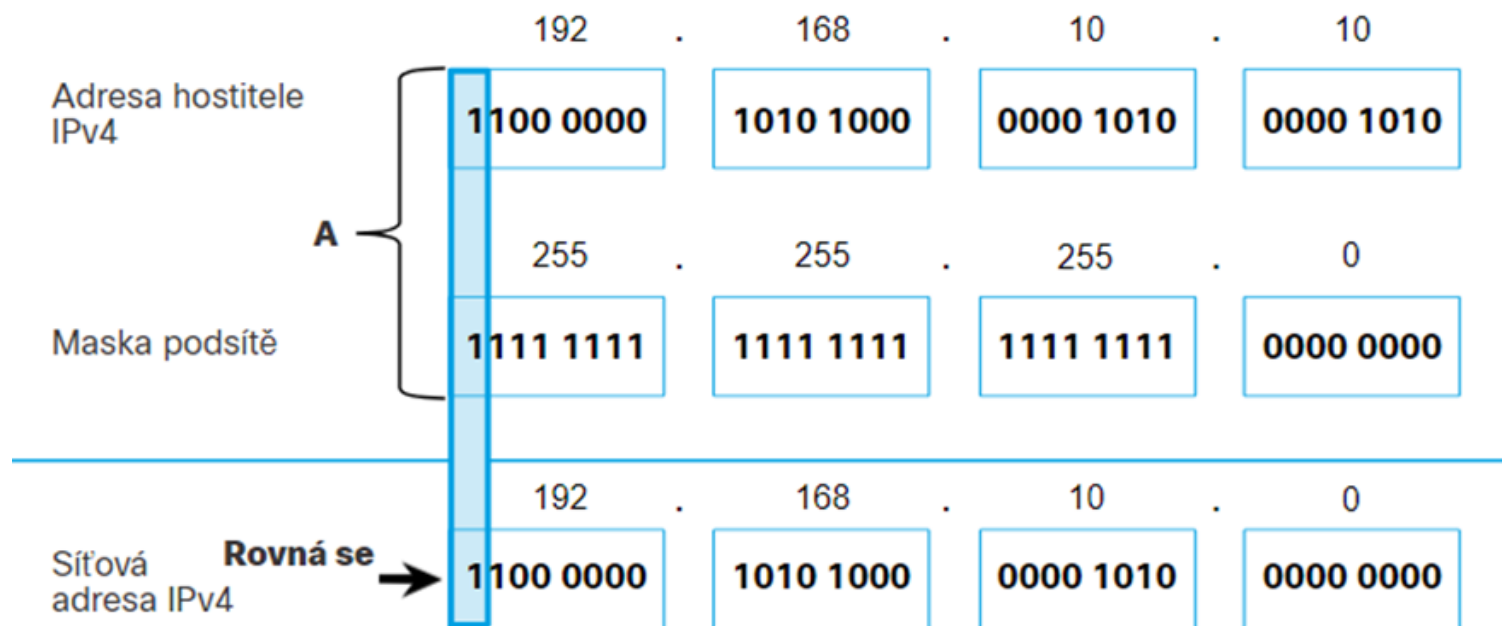 192 . 168 . 10 . 10
Adresa hostitele
IPv4
1100 0000 1010 1000 0000 1010 0000 1010
A
255 . 255 . 255 . 0
Maska podsítě
1111 1111 1111 1111 1111 1111 0000 0000
192 . 168 . 10 . 0
Síťová
adresa IPv4
Rovná se
1100 0000 1010 1000 0000 1010 0000 0000